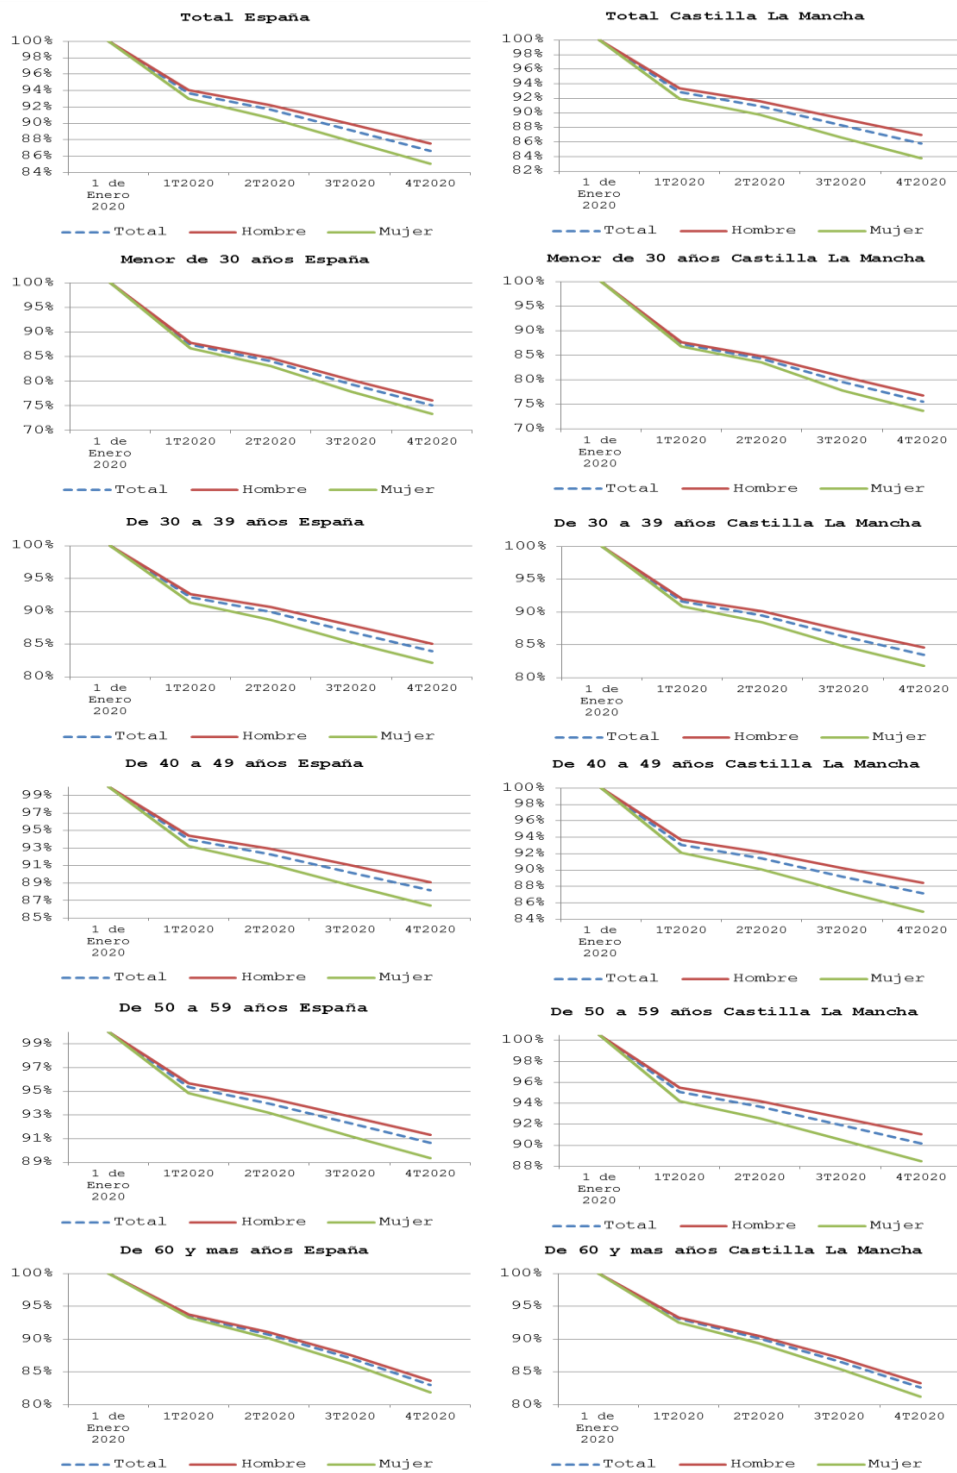 Total España
100%
98%
96%
94%
92%
90%
88%
86%
84%
1 de Enero 2020
1T2020
2T2020
3T2020
4T2020
Total
Hombre
Mujer
Total Castilla La Mancha
100%
98%
96%
94%
92%
90%
88%
86%
84%
82%
1 de Enero 2020
1T2020
2T2020
3T2020
4T2020
Total
Hombre
Mujer
Menor de 30 años España
100%
95%
90%
85%
80%
75%
70%
1 de Enero 2020
1T2020
2T2020
3T2020
4T2020
Total
Hombre
Mujer
Menor de 30 años Castilla La Mancha
100%
95%
90%
85%
80%
75%
70%
1 de Enero 2020
1T2020
2T2020
3T2020
4T2020
Total
Hombre
Mujer
De 30 a 39 años España
100%
95%
90%
85%
80%
1 de Enero 2020
1T2020
2T2020
3T2020
4T2020
Total
Hombre
Mujer
De 30 a 39 años Castilla La Mancha
100%
95%
90%
85%
80%
1 de Enero 2020
1T2020
2T2020
3T2020
4T2020
Total
Hombre
Mujer
De 40 a 49 años España
99%
97%
95%
93%
91%
89%
87%
85%
1 de Enero 2020
1T2020
2T2020
3T2020
4T2020
Total
Hombre
Mujer
De 40 a 49 años Castilla La Mancha
100%
98%
96%
94%
92%
90%
88%
86%
84%
1 de Enero 2020
1T2020
2T2020
3T2020
4T2020
Total
Hombre
Mujer
De 50 a 59 años España
99%
97%
95%
93%
91%
89%
1 de Enero 2020
1T2020
2T2020
3T2020
4T2020
Total
Hombre
Mujer
De 50 a 59 años Castilla La Mancha
100%
98%
96%
94%
92%
90%
88%
1 de Enero 2020
1T2020
2T2020
3T2020
4T2020
Total
Hombre
Mujer
De 60 y mas años España
100%
95%
90%
85%
80%
1 de Enero 2020
1T2020
2T2020
3T2020
4T2020
Total
Hombre
Mujer
De 60 y mas años Castilla La Mancha
100%
95%
90%
85%
80%
1 de Enero 2020
1T2020
2T2020
3T2020
4T2020
Total
Hombre
Mujer